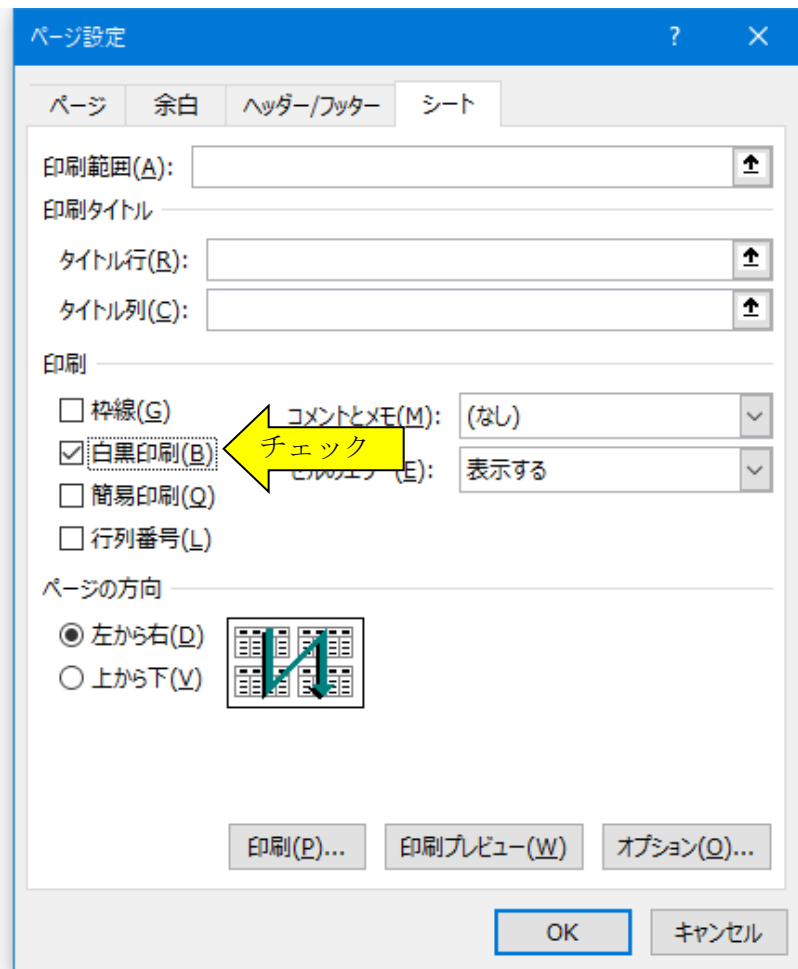 ページ設定 ?
ページ 余白 ヘッダー/フッター シート
印刷範囲(A):
印刷タイトル
タイトル行(R):
タイトル列(C):
印刷
枠線(G) コメントとメモ(M): (なし)
白黒印刷(B) チェック (E): 表示する
簡易印刷(Q)
行列番号(L)
ページの方向
左から右(D)
上から下(V)
印刷(P)... 印刷プレビュー(W) オプション(O)...
OK キャンセル